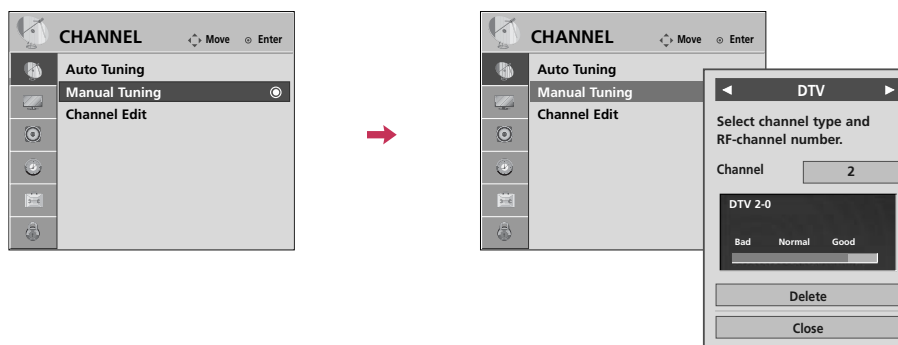 CHANNEL Move Enter
Auto Tuning
Manual Tuning
Channel Edit
CHANNEL Move Enter
Auto Tuning
Manual Tuning
Channel Edit
◄ DTV ►
Select channel type and
RF-channel number.
Channel 2
DTV 2-0
Bad Normal Good
Delete
Close